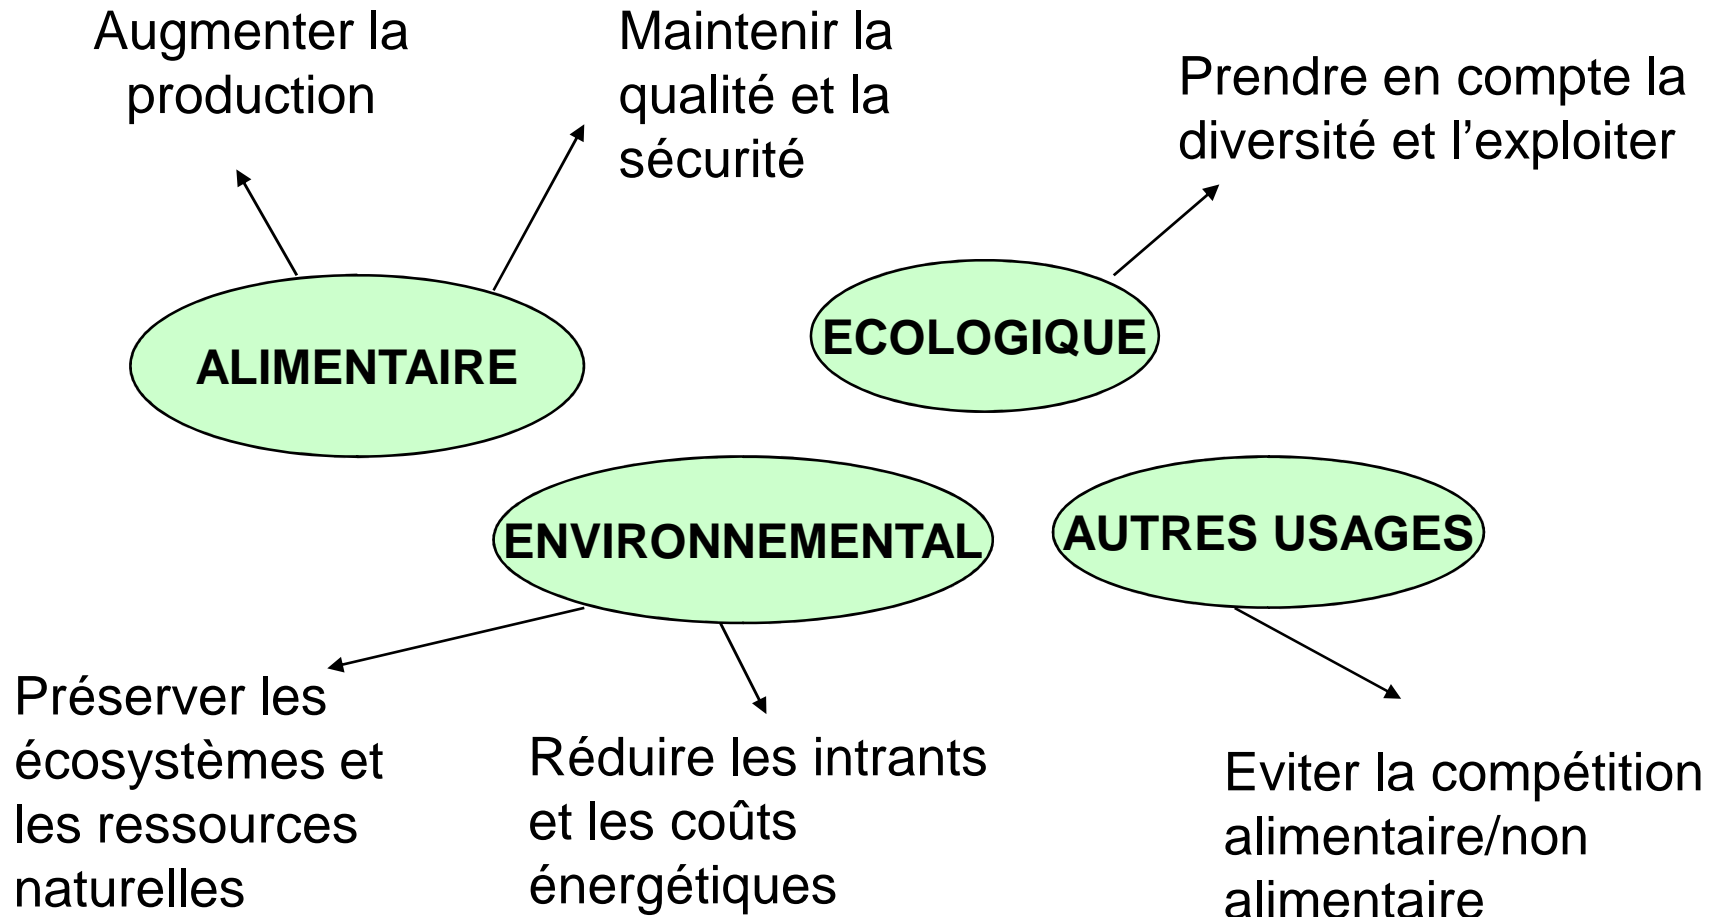 Augmenter la
production
Maintenir la
qualité et la
sécurité
Prendre en compte la
diversité et l’exploiter
ALIMENTAIRE
ECOLOGIQUE
ENVIRONNEMENTAL
AUTRES USAGES
Préserver les
écosystèmes et
les ressources
naturelles
Réduire les intrants
et les coûts
énergétiques
Eviter la compétition
alimentaire/non
alimentaire